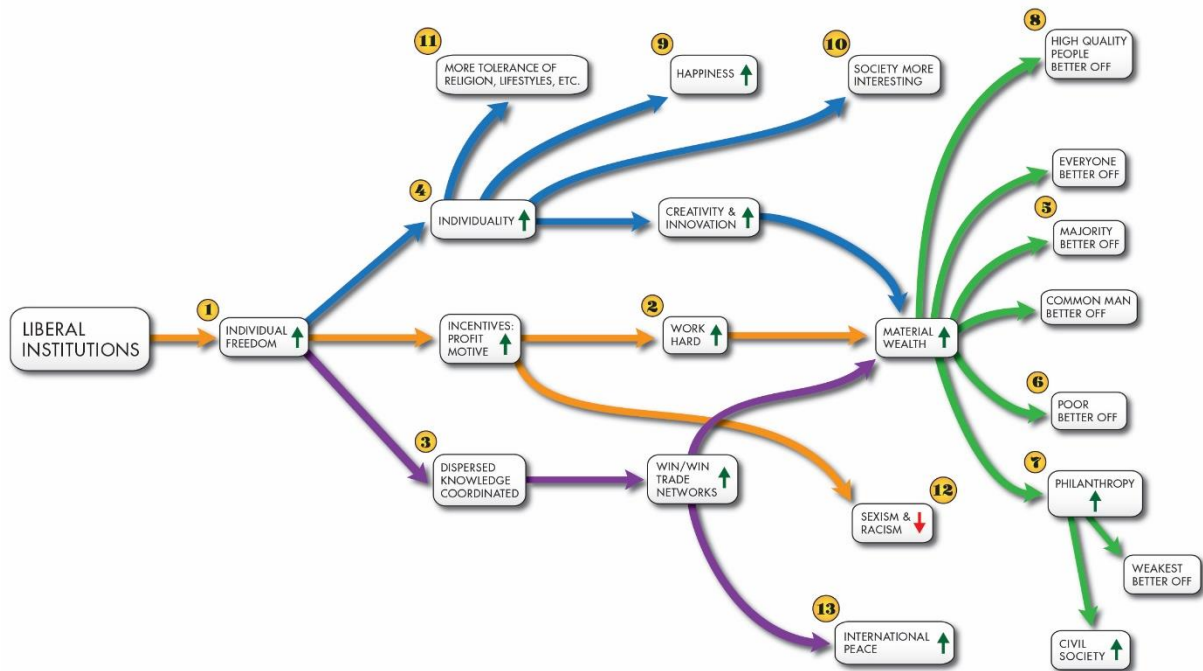 11
MORE TOLERANCE OF
RELIGION, LIFESTYLES, ETC.
9
HAPPINESS
10
SOCIETY MORE
INTERESTING
8
HIGH QUALITY
PEOPLE
BETTER OFF
EVERYONE
BETTER OFF
4
INDIVIDUALITY
CREATIVITY &
INNOVATION
5
MAJORITY
BETTER OFF
LIBERAL
INSTITUTIONS
1
INDIVIDUAL
FREEDOM
INCENTIVES:
PROFIT
MOTIVE
2
WORK
HARD
MATERIAL
WEALTH
COMMON MAN
BETTER OFF
6
POOR
BETTER OFF
3
DISPERSED
KNOWLEDGE
COORDINATED
WIN/WIN
TRADE
NETWORKS
12
SEXISM &
RACISM
7
PHILANTHROPY
WEAKEST
BETTER OFF
13
INTERNATIONAL
PEACE
CIVIL
SOCIETY